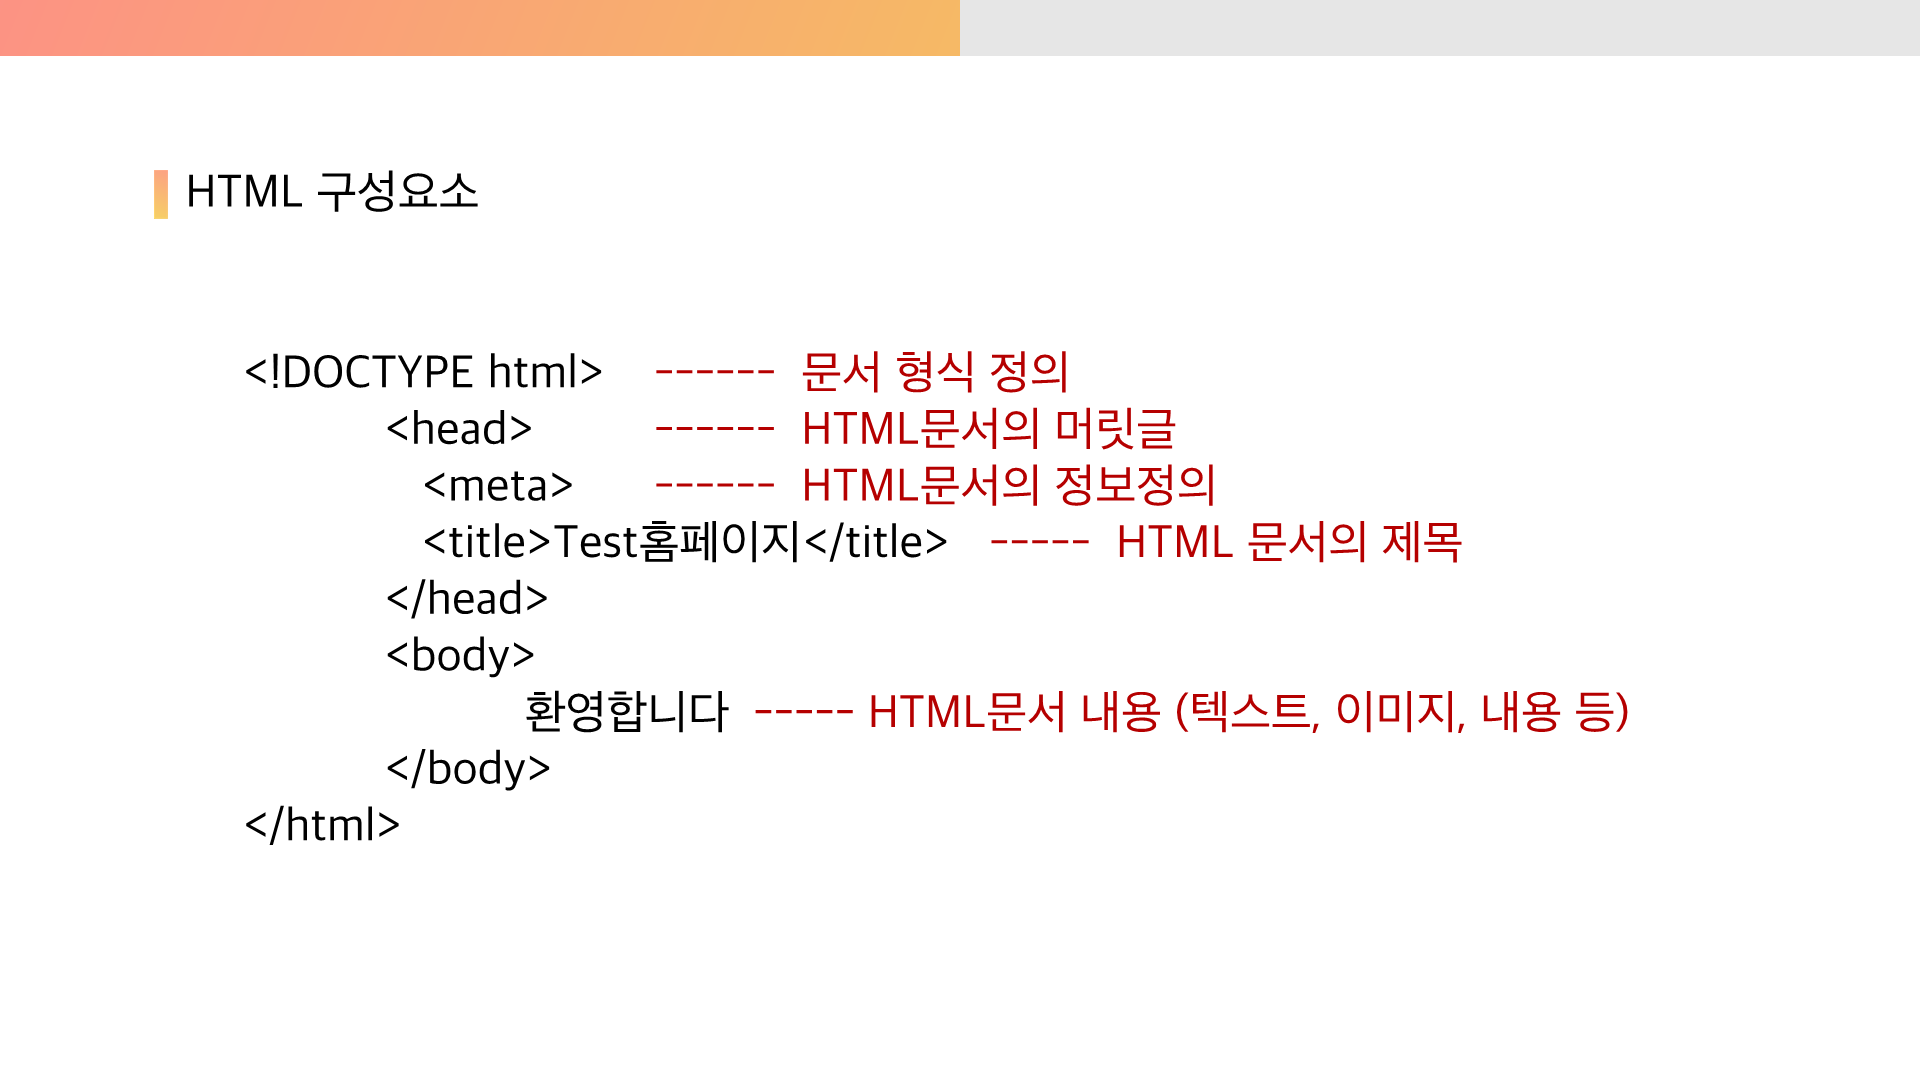 HTML 구성요소
<!DOCTYPE html> ------ 문서 형식 정의
<head> ------ HTML문서의 머릿글
<meta> ------ HTML문서의 정보정의
<title>Test홈페이지</title> ----- HTML 문서의 제목
</head>
<body>
환영합니다 ----- HTML문서 내용 (텍스트, 이미지, 내용 등)
</body>
</html>